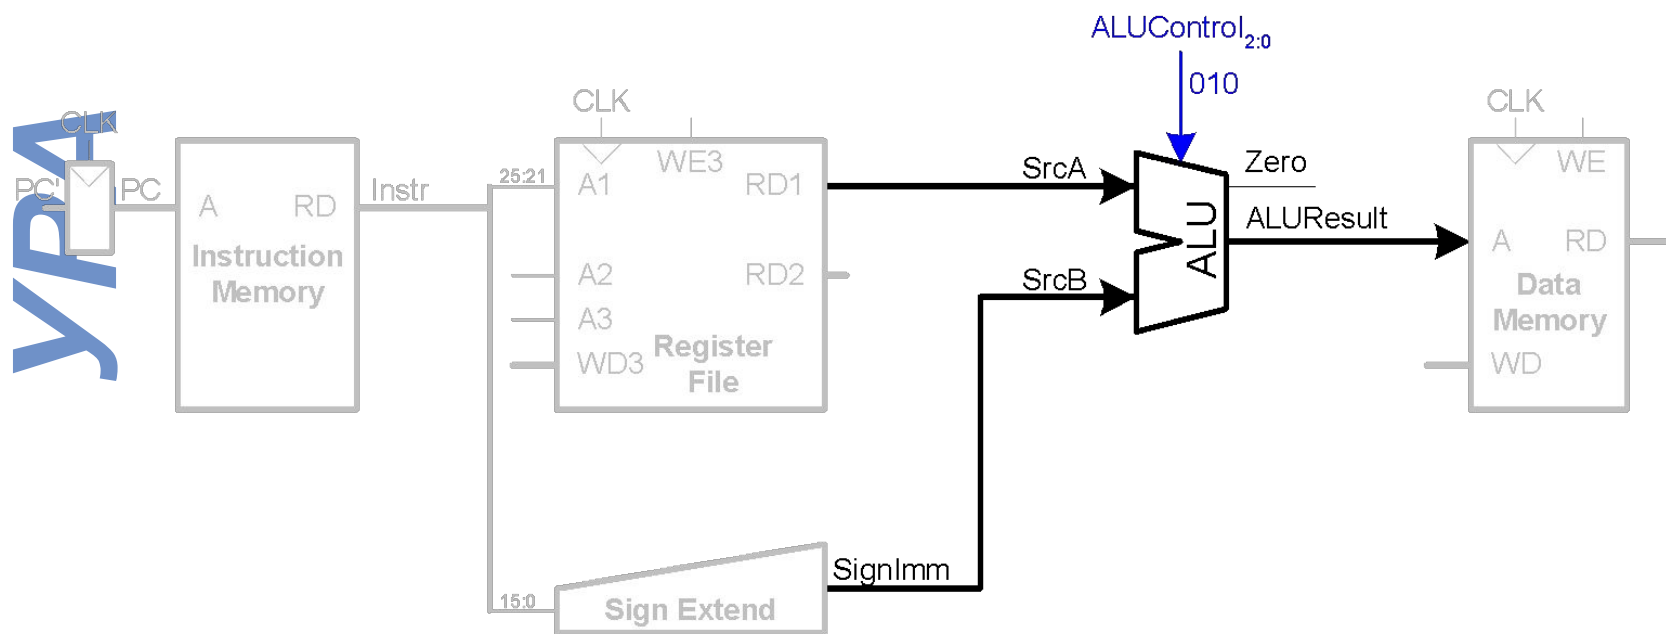 ALUControl2:0
010
CLK
CLK
CLK
WE3
WE
Zero
25:21
SrcA
PC'
PC
A
RD
Instr
A1
RD1
ALU
ALUResult
Instruction
Memory
A2
RD2
SrcB
A
RD
A3
Data
Memory
Register
File
WD3
WD
SignImm
15:0
Sign Extend